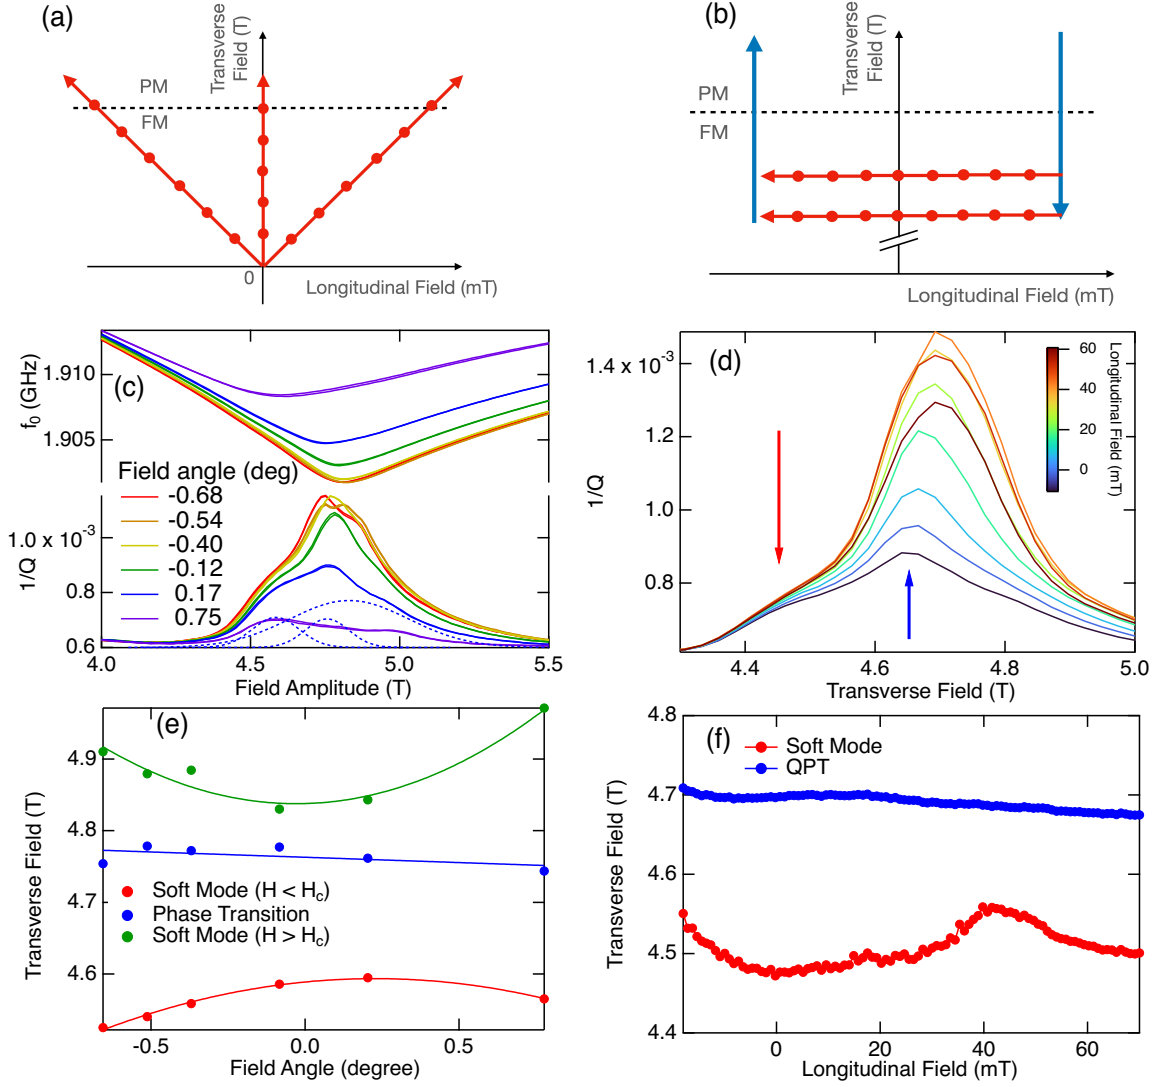 (a)
Transverse
Field (T)
PM
FM
0
Longitudinal Field (mT)
(b)
Transverse
Field (T)
PM
FM
Longitudinal Field (mT)
(c)
f₀ (GHz)
1.910
1.905
Field angle (deg)
-0.68
-0.54
-0.40
-0.12
0.17
0.75
1/Q
1.0 x 10⁻³
0.8
0.6
4.0
4.5
5.0
5.5
Field Amplitude (T)
(d)
1/Q
1.4 x 10⁻³
1.2
1.0
0.8
4.4
4.6
4.8
5.0
Transverse Field (T)
60
40
20
0
Longitudinal Field (mT)
(e)
Transverse Field (T)
4.9
4.8
4.7
4.6
Soft Mode (H < H_c)
Phase Transition
Soft Mode (H > H_c)
-0.5
0.0
0.5
Field Angle (degree)
(f)
Transverse Field (T)
4.8
4.7
4.6
4.5
4.4
Soft Mode
QPT
0
20
40
60
Longitudinal Field (mT)